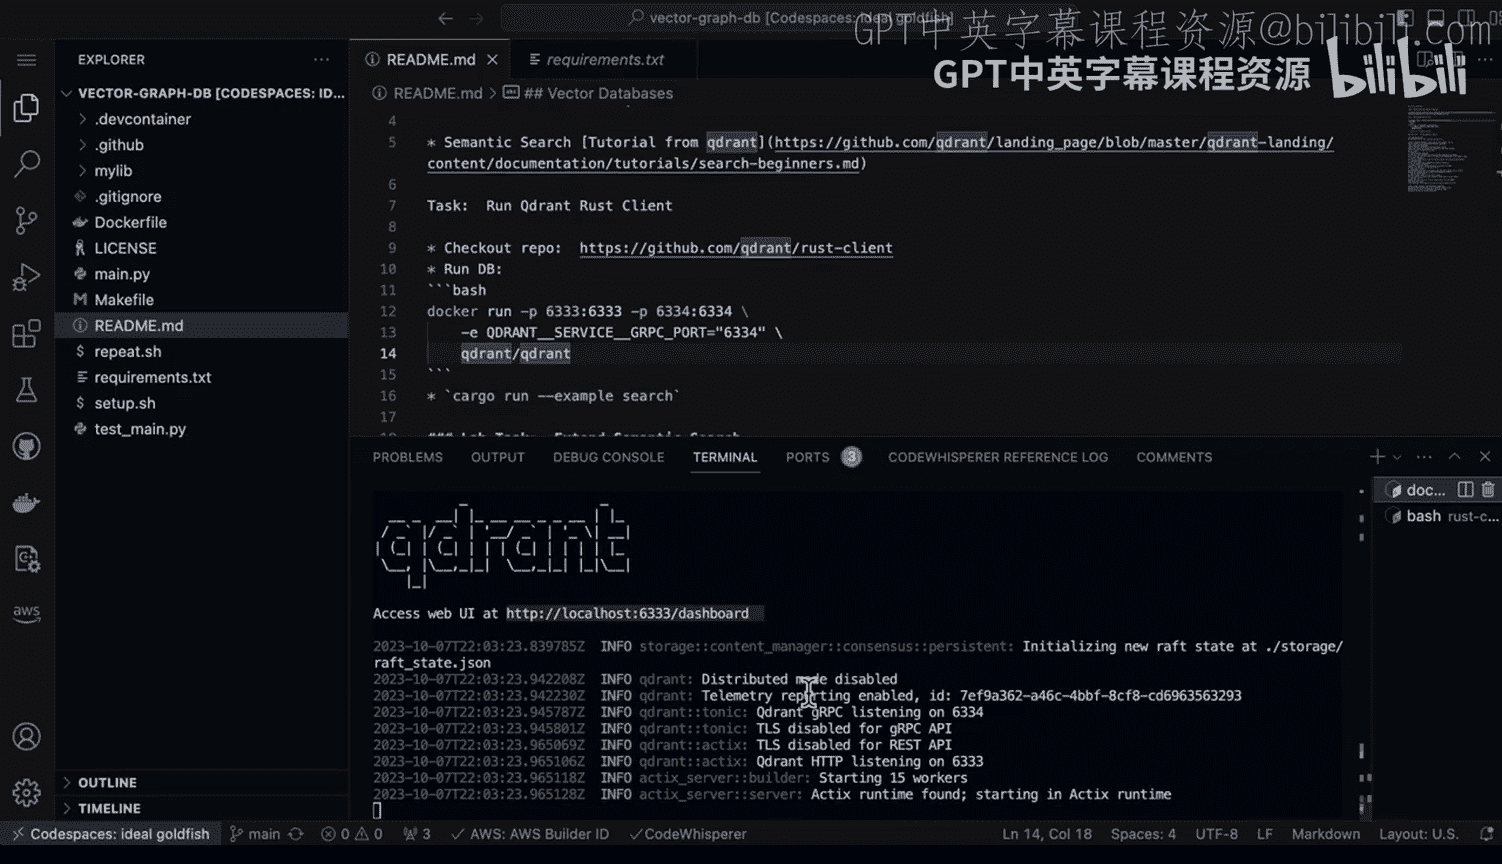 vector-graph-db [Codespaces: ideal goldfish]
GPT中英字幕课程资源@bilibili.com
GPT中英字幕课程资源 bilibili
EXPLORER
README.md
requirements.txt
VECTOR-GRAPH-DB [CODESPACES: ID...
README.md > ## Vector Databases
.devcontainer
.github
mylib
.gitignore
Dockerfile
LICENSE
main.py
Makefile
README.md
repeat.sh
requirements.txt
setup.sh
test_main.py
4
5 * Semantic Search [Tutorial from qdrant](https://github.com/qdrant/landing_page/blob/master/qdrant-landing/
content/documentation/tutorials/search-beginners.md)
6
7 Task:  Run Qdrant Rust Client
8
9 * Checkout repo:  https://github.com/qdrant/rust-client
10 * Run DB:
11 ```bash
12 docker run -p 6333:6333 -p 6334:6334 \
13     -e QDRANT__SERVICE__GRPC_PORT="6334" \
14     qdrant/qdrant
15 ```
16 * `cargo run --example search`
17
PROBLEMS OUTPUT DEBUG CONSOLE TERMINAL PORTS 3 CODEWHISPERER REFERENCE LOG COMMENTS
doc...
bash rust-c...
qdrant
Access web UI at http://localhost:6333/dashboard
2023-10-07T22:03:23.839785Z  INFO storage::content_manager::consensus::persistent: Initializing new raft state at ./storage/
raft_state.json
2023-10-07T22:03:23.942208Z  INFO qdrant: Distributed mode disabled
2023-10-07T22:03:23.942230Z  INFO qdrant: Telemetry reporting enabled, id: 7ef9a362-a46c-4bbf-8cf8-cd6963563293
2023-10-07T22:03:23.945787Z  INFO qdrant::tonic: Qdrant gRPC listening on 6334
2023-10-07T22:03:23.945801Z  INFO qdrant::tonic: TLS disabled for gRPC API
2023-10-07T22:03:23.965069Z  INFO qdrant::actix: TLS disabled for REST API
2023-10-07T22:03:23.965106Z  INFO qdrant::actix: Qdrant HTTP listening on 6333
2023-10-07T22:03:23.965118Z  INFO actix_server::builder: Starting 15 workers
2023-10-07T22:03:23.965128Z  INFO actix_server::server: Actix runtime found; starting in Actix runtime
aws
OUTLINE
TIMELINE
Codespaces: ideal goldfish main 0 0 3 AWS: AWS Builder ID CodeWhisperer Ln 14, Col 18 Spaces: 4 UTF-8 LF Markdown Layout: U.S.